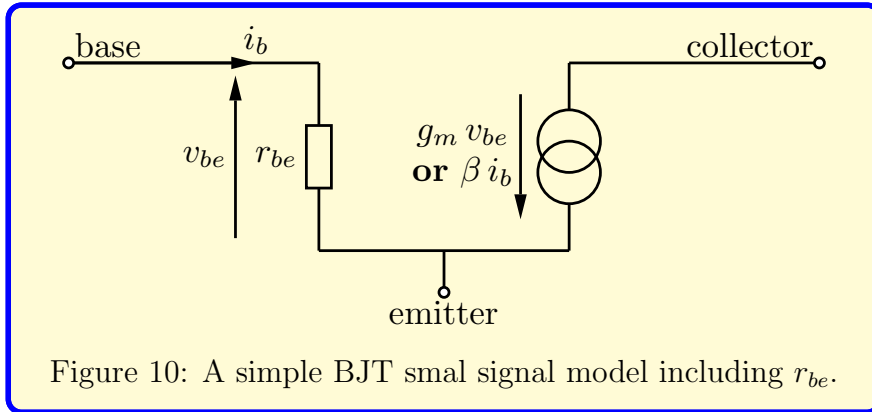 base
i_b
collector
v_be
r_be
g_m v_be
or β i_b
emitter
Figure 10: A simple BJT smal signal model including r_be.